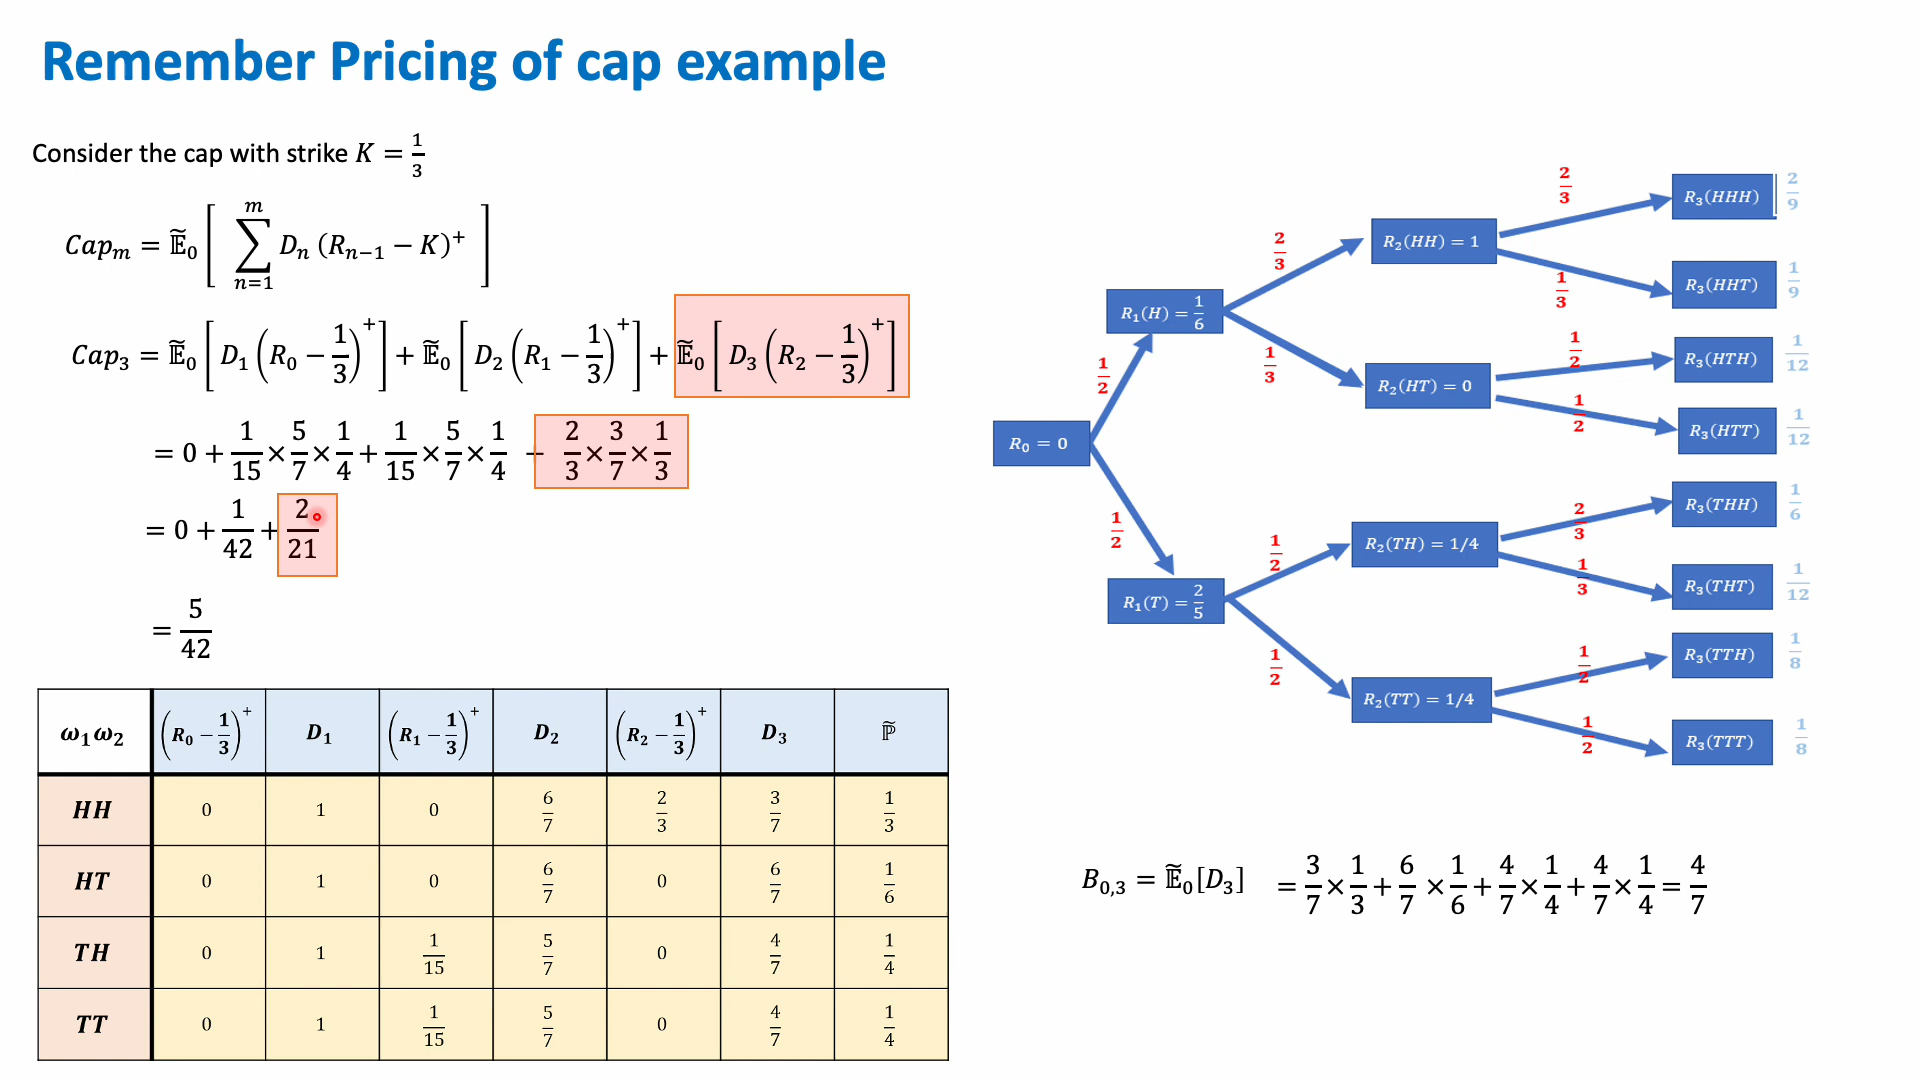 Remember Pricing of cap example
Consider the cap with strike K = 1/3
Cap_m = 𝔼̃_0 [ ∑_{n=1}^{m} D_n (R_{n−1} − K)^+ ]
Cap_3 = 𝔼̃_0 [ D_1 (R_0 − 1/3)^+ ] + 𝔼̃_0 [ D_2 (R_1 − 1/3)^+ ] + 𝔼̃_0 [ D_3 (R_2 − 1/3)^+ ]
= 0 + 1/15 × 5/7 × 1/4 + 1/15 × 5/7 × 1/4 + 2/3 × 3/7 × 1/3
= 0 + 1/42 + 2/21
= 5/42
ω_1ω_2 (R_0 − 1/3)^+ D_1 (R_1 − 1/3)^+ D_2 (R_2 − 1/3)^+ D_3 ℙ̃
HH 0 1 0 6/7 2/3 3/7 1/3
HT 0 1 0 6/7 0 6/7 1/6
TH 0 1 1/15 5/7 0 4/7 1/4
TT 0 1 1/15 5/7 0 4/7 1/4
R_0 = 0
1/2
1/2
R_1(H) = 1/6
R_1(T) = 2/5
2/3
1/3
1/2
1/2
R_2(HH) = 1
R_2(HT) = 0
R_2(TH) = 1/4
R_2(TT) = 1/4
2/3
1/3
1/2
1/2
2/3
1/3
1/2
1/2
R_3(HHH) 2/9
R_3(HHT) 1/9
R_3(HTH) 1/12
R_3(HTT) 1/12
R_3(THH) 1/6
R_3(THT) 1/12
R_3(TTH) 1/8
R_3(TTT) 1/8
B_{0,3} = 𝔼̃_0[D_3] = 3/7 × 1/3 + 6/7 × 1/6 + 4/7 × 1/4 + 4/7 × 1/4 = 4/7